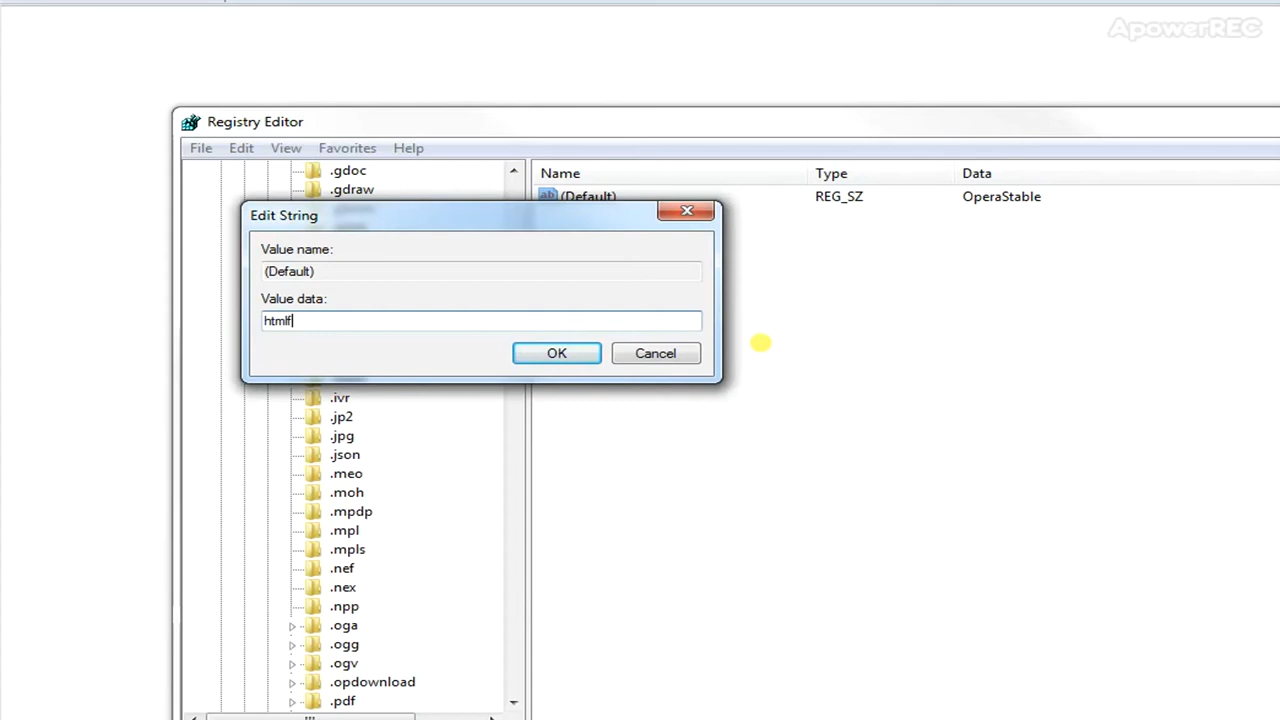 ApowerREC
Registry Editor
File Edit View Favorites Help
.gdoc
.gdraw
Name Type Data
(Default) REG_SZ OperaStable
Edit String
Value name:
(Default)
Value data:
htmlf
OK Cancel
.ivr
.jp2
.jpg
.json
.meo
.moh
.mpdp
.mpl
.mpls
.nef
.nex
.npp
.oga
.ogg
.ogv
.opdownload
.pdf